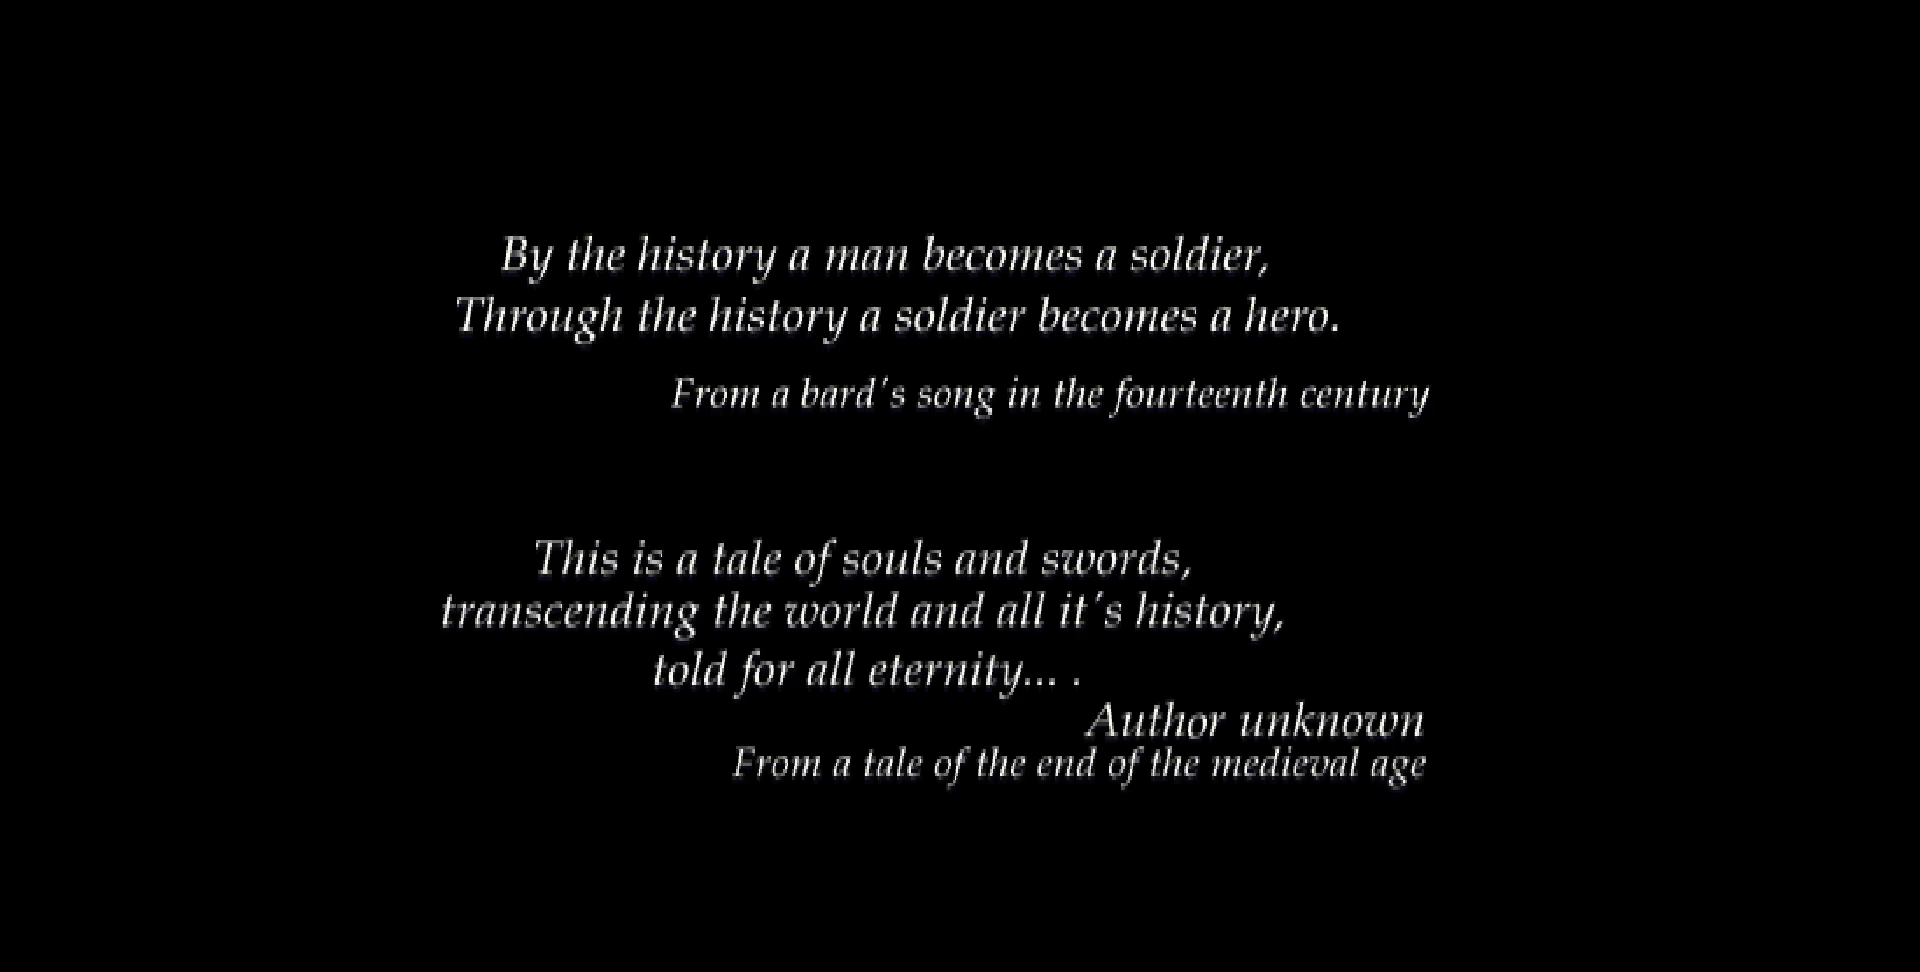 By the history a man becomes a soldier,
Through the history a soldier becomes a hero.
From a bard's song in the fourteenth century
This is a tale of souls and swords,
transcending the world and all it's history,
told for all eternity... .
Author unknown
From a tale of the end of the medieval age